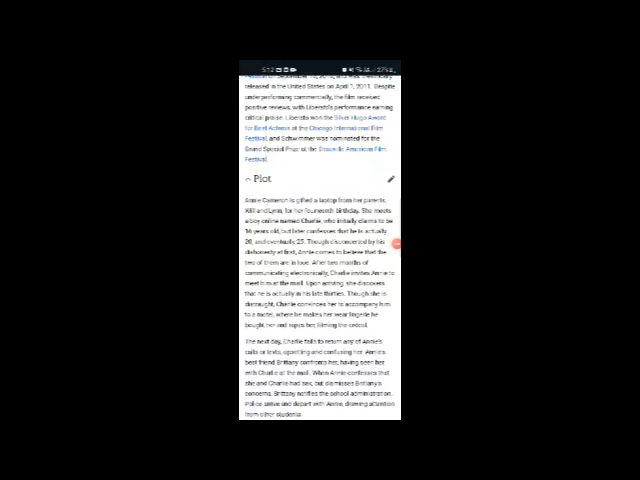 released in the United States on April 1, 2011. Despite
underperforming commercially, the film received
positive reviews, with Liberato's performance earning
critical praise. Liberato won the Silver Hugo Award
for Best Actress at the Chicago International Film
Festival, and Schwimmer was nominated for the
Grand Special Prize at the Deauville American Film
Festival.
Plot
Annie Cameron is gifted a laptop from her parents,
Will and Lynn, for her fourteenth birthday. She meets
a boy online named Charlie, who initially claims to be
16 years old, but later confesses that he is actually
20, and eventually 25. Though disconcerted by his
dishonesty at first, Annie comes to believe that the
two of them are in love. After two months of
communicating electronically, Charlie invites Annie to
meet him at the mall. Upon arriving, she discovers
that he is actually in his late thirties. Though she is
distraught, Charlie convinces her to accompany him
to a motel, where he makes her wear lingerie he
bought her and rapes her, filming the ordeal.
The next day, Charlie fails to return any of Annie's
calls or texts, upsetting and confusing her. Annie's
best friend Brittany confronts her, having seen her
with Charlie at the mall. When Annie confesses that
she and Charlie had sex, but dismisses Brittany's
concerns, Brittany notifies the school administration.
Police arrive and depart with Annie, drawing attention
from other students.